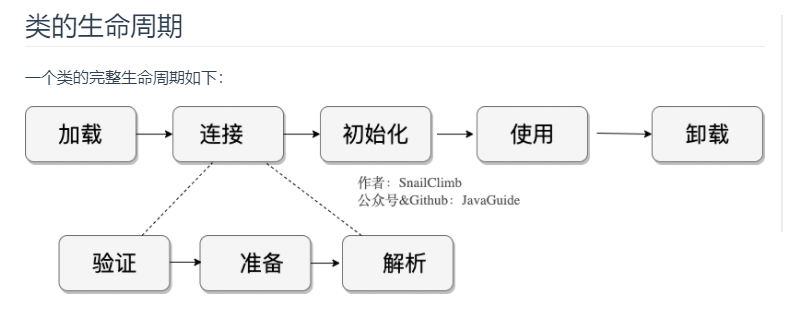 类的生命周期
一个类的完整生命周期如下：
加载
连接
初始化
使用
卸载
作者：SnailClimb
公众号&Github：JavaGuide
验证
准备
解析